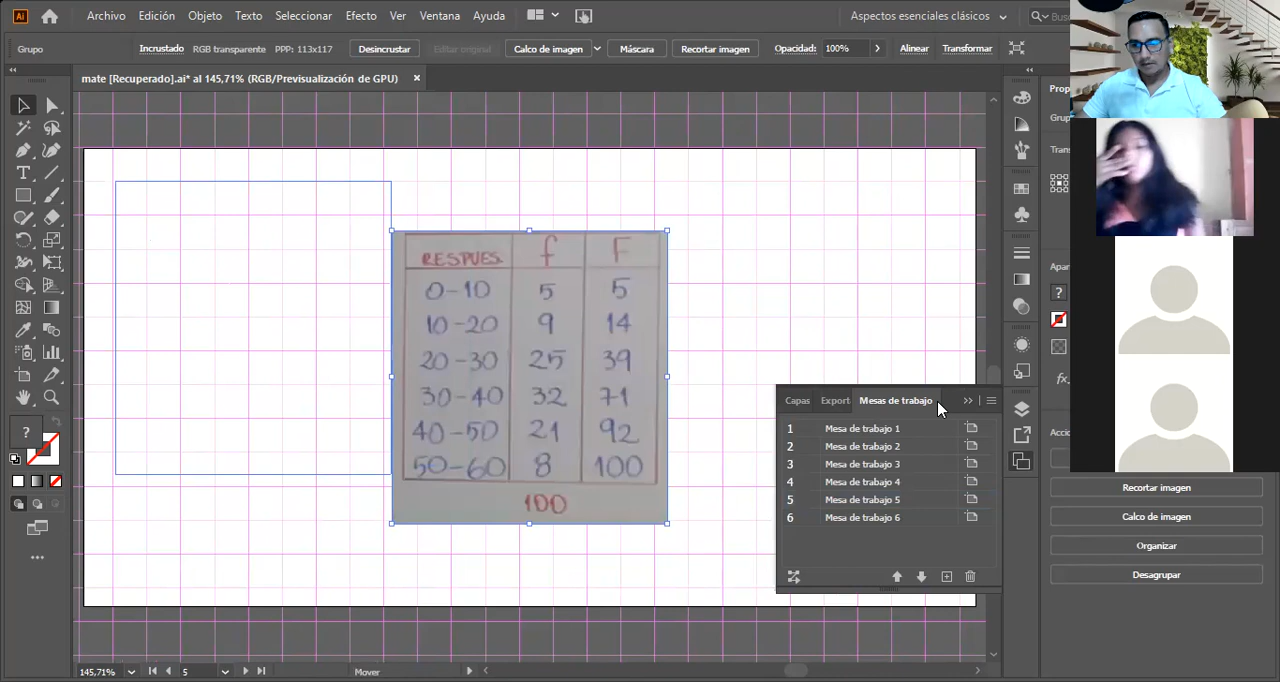 Ai
Archivo Edición Objeto Texto Seleccionar Efecto Ver Ventana Ayuda Aspectos esenciales clásicos
Grupo Incrustado RGB transparente PPP: 113x117 Desincrustar Editar original Calco de imagen Máscara Recortar imagen Opacidad: 100% Alinear Transformar
mate [Recuperado].ai* al 145,71% (RGB/Previsualización de GPU) ×
RESPUES. f F
0-10 5 5
10-20 9 14
20-30 25 39
30-40 32 71
40-50 21 92
50-60 8 100
100
Capas Export Mesas de trabajo
1 Mesa de trabajo 1
2 Mesa de trabajo 2
3 Mesa de trabajo 3
4 Mesa de trabajo 4
5 Mesa de trabajo 5
6 Mesa de trabajo 6
Recortar imagen
Calco de imagen
Organizar
Desagrupar
145,71% 5 Mover